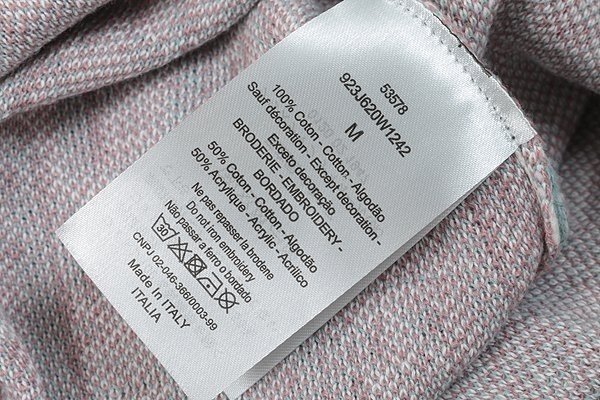 53578
923J620W1242
M
100% Coton - Cotton - Algodão
Sauf décoration - Except decoration -
Exceto decoração
BRODERIE - EMBROIDERY -
BORDADO
50% Coton - Cotton - Algodão
50% Acrylique - Acrylic - Acrílico
Ne pas repasser la broderie
Do not iron embroidery
Não passar a ferro o bordado
30
CNPJ 02-046-366/0003-99
Made In ITALY
ITALIA